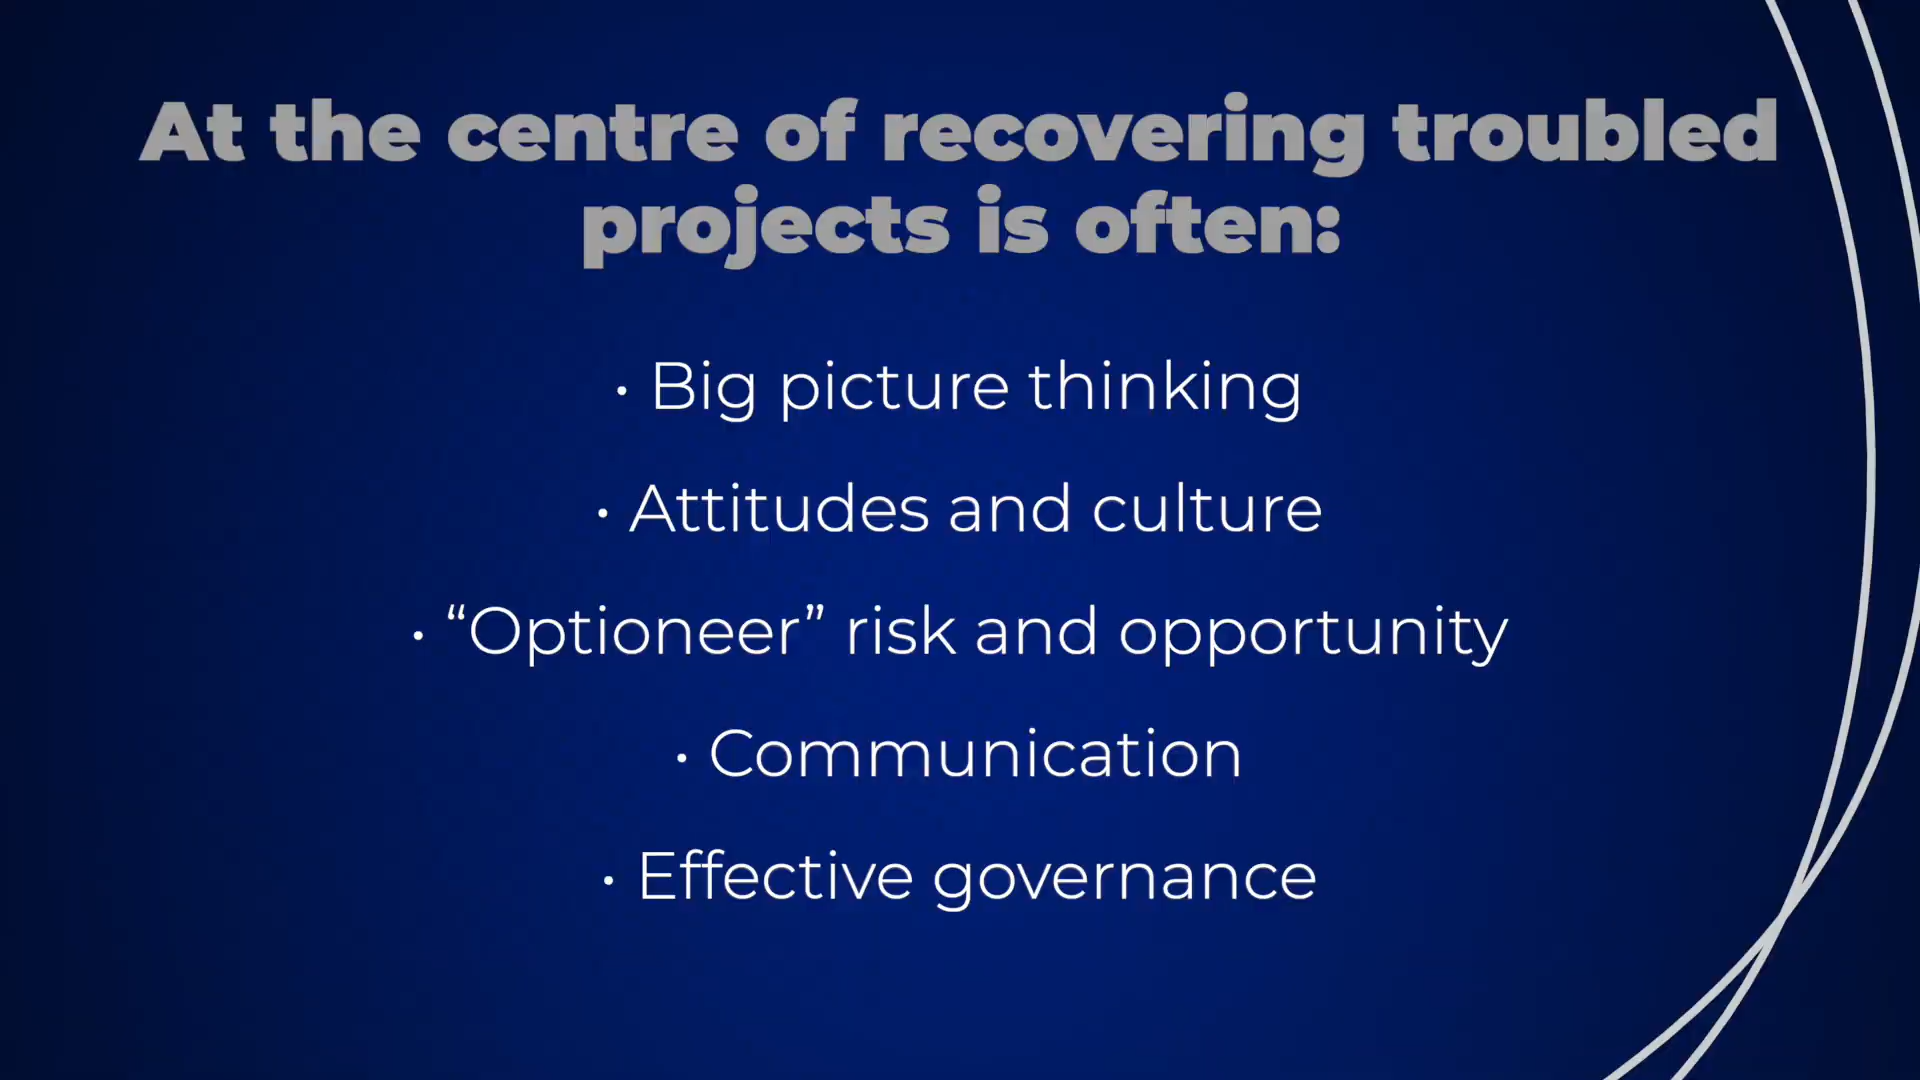 At the centre of recovering troubled
projects is often:
• Big picture thinking
• Attitudes and culture
• “Optioneer” risk and opportunity
• Communication
• Effective governance